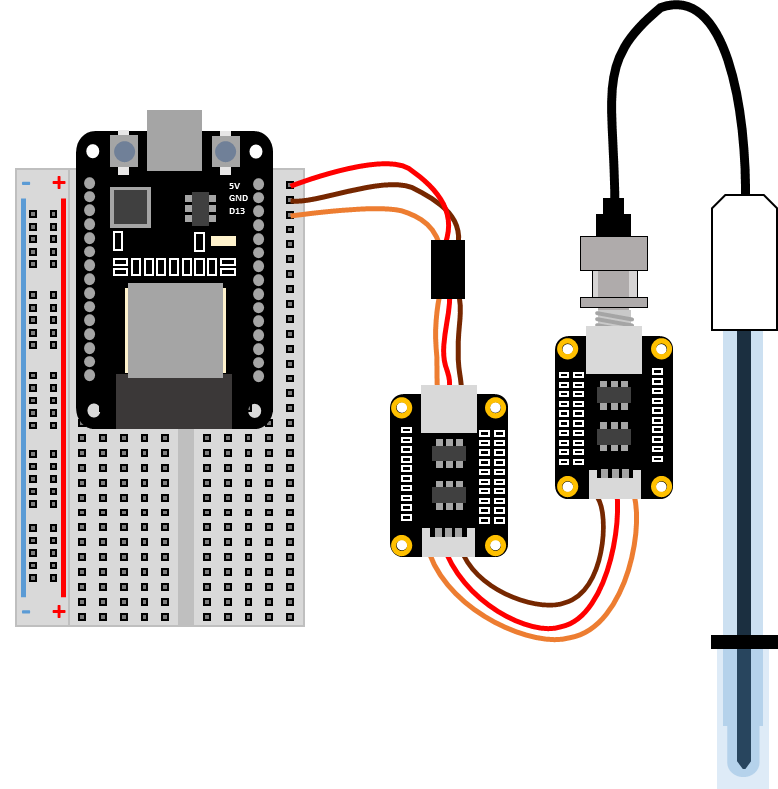 - +
5V
GND
D13
- +